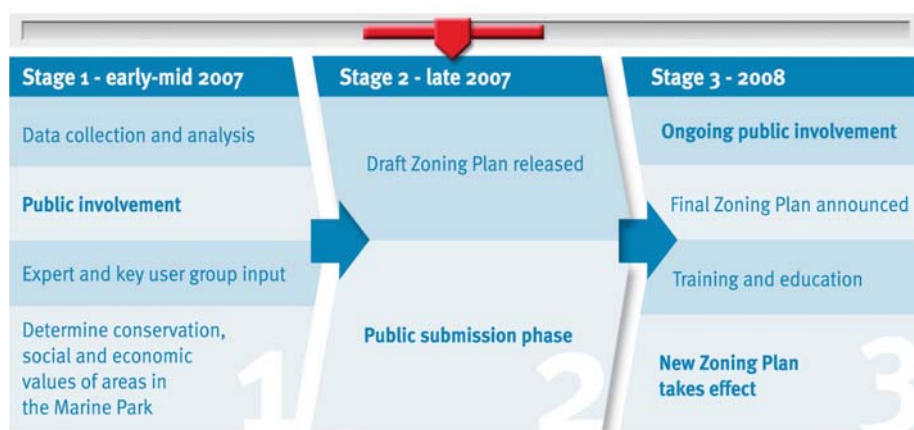 Stage 1 - early-mid 2007
Data collection and analysis
Public involvement
Expert and key user group input
Determine conservation,
social and economic
values of areas in
the Marine Park
1
Stage 2 - late 2007
Draft Zoning Plan released
Public submission phase
2
Stage 3 - 2008
Ongoing public involvement
Final Zoning Plan announced
Training and education
New Zoning Plan
takes effect
3